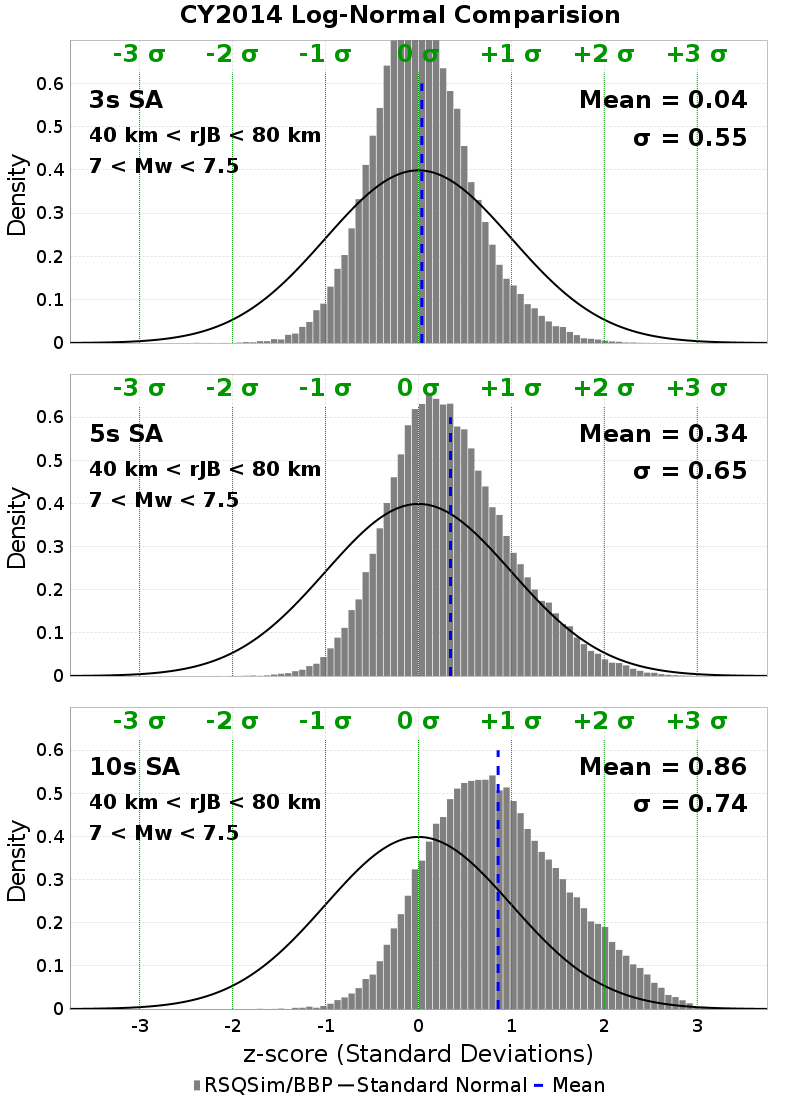 CY2014 Log-Normal Comparision
-3 σ -2 σ -1 σ 0 σ +1 σ +2 σ +3 σ
3s SA
Mean = 0.04
40 km < rJB < 80 km
σ = 0.55
7 < Mw < 7.5
Density
0.6
0.5
0.4
0.3
0.2
0.1
0
-3 σ -2 σ -1 σ 0 σ +1 σ +2 σ +3 σ
5s SA
Mean = 0.34
40 km < rJB < 80 km
σ = 0.65
7 < Mw < 7.5
Density
0.6
0.5
0.4
0.3
0.2
0.1
0
-3 σ -2 σ -1 σ 0 σ +1 σ +2 σ +3 σ
10s SA
Mean = 0.86
40 km < rJB < 80 km
σ = 0.74
7 < Mw < 7.5
Density
0.6
0.5
0.4
0.3
0.2
0.1
0
-3 -2 -1 0 1 2 3
z-score (Standard Deviations)
RSQSim/BBP Standard Normal Mean